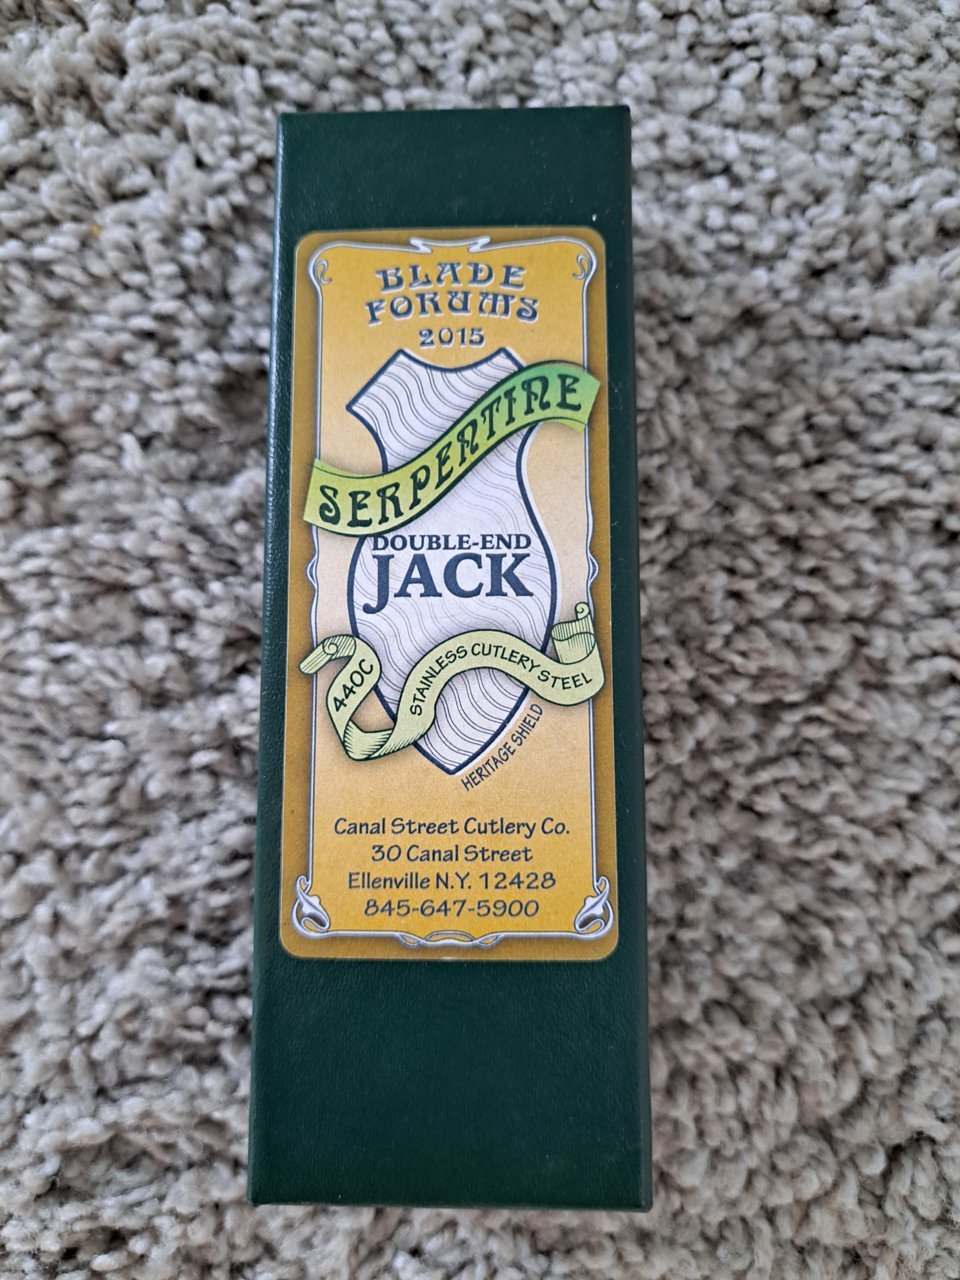 BLADE
FORUMS
2015
SERPENTINE
DOUBLE-END
JACK
440C STAINLESS CUTLERY STEEL
HERITAGE SHIELD
Canal Street Cutlery Co.
30 Canal Street
Ellenville N.Y. 12428
845-647-5900